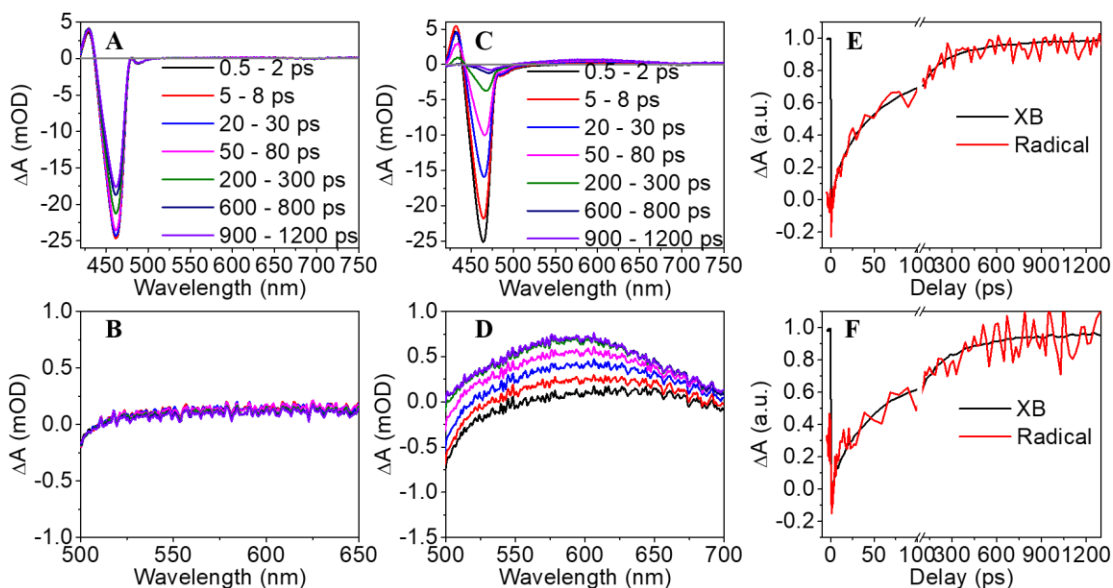 A
ΔA (mOD)
5
0
-5
-10
-15
-20
-25
0.5 - 2 ps
5 - 8 ps
20 - 30 ps
50 - 80 ps
200 - 300 ps
600 - 800 ps
900 - 1200 ps
450 500 550 600 650 700 750
Wavelength (nm)
C
ΔA (mOD)
5
0
-5
-10
-15
-20
-25
0.5 - 2 ps
5 - 8 ps
20 - 30 ps
50 - 80 ps
200 - 300 ps
600 - 800 ps
900 - 1200 ps
450 500 550 600 650 700 750
Wavelength (nm)
E
ΔA (a.u.)
1.0
0.8
0.6
0.4
0.2
0.0
-0.2
XB
Radical
0 50 100 300 600 900 1200
Delay (ps)
B
ΔA (mOD)
1.0
0.5
0.0
-0.5
-1.0
500 550 600 650
Wavelength (nm)
D
ΔA (mOD)
1.0
0.5
0.0
-0.5
-1.0
-1.5
500 550 600 650 700
Wavelength (nm)
F
ΔA (a.u.)
1.0
0.8
0.6
0.4
0.2
0.0
-0.2
XB
Radical
0 50 100 300 600 900 1200
Delay (ps)